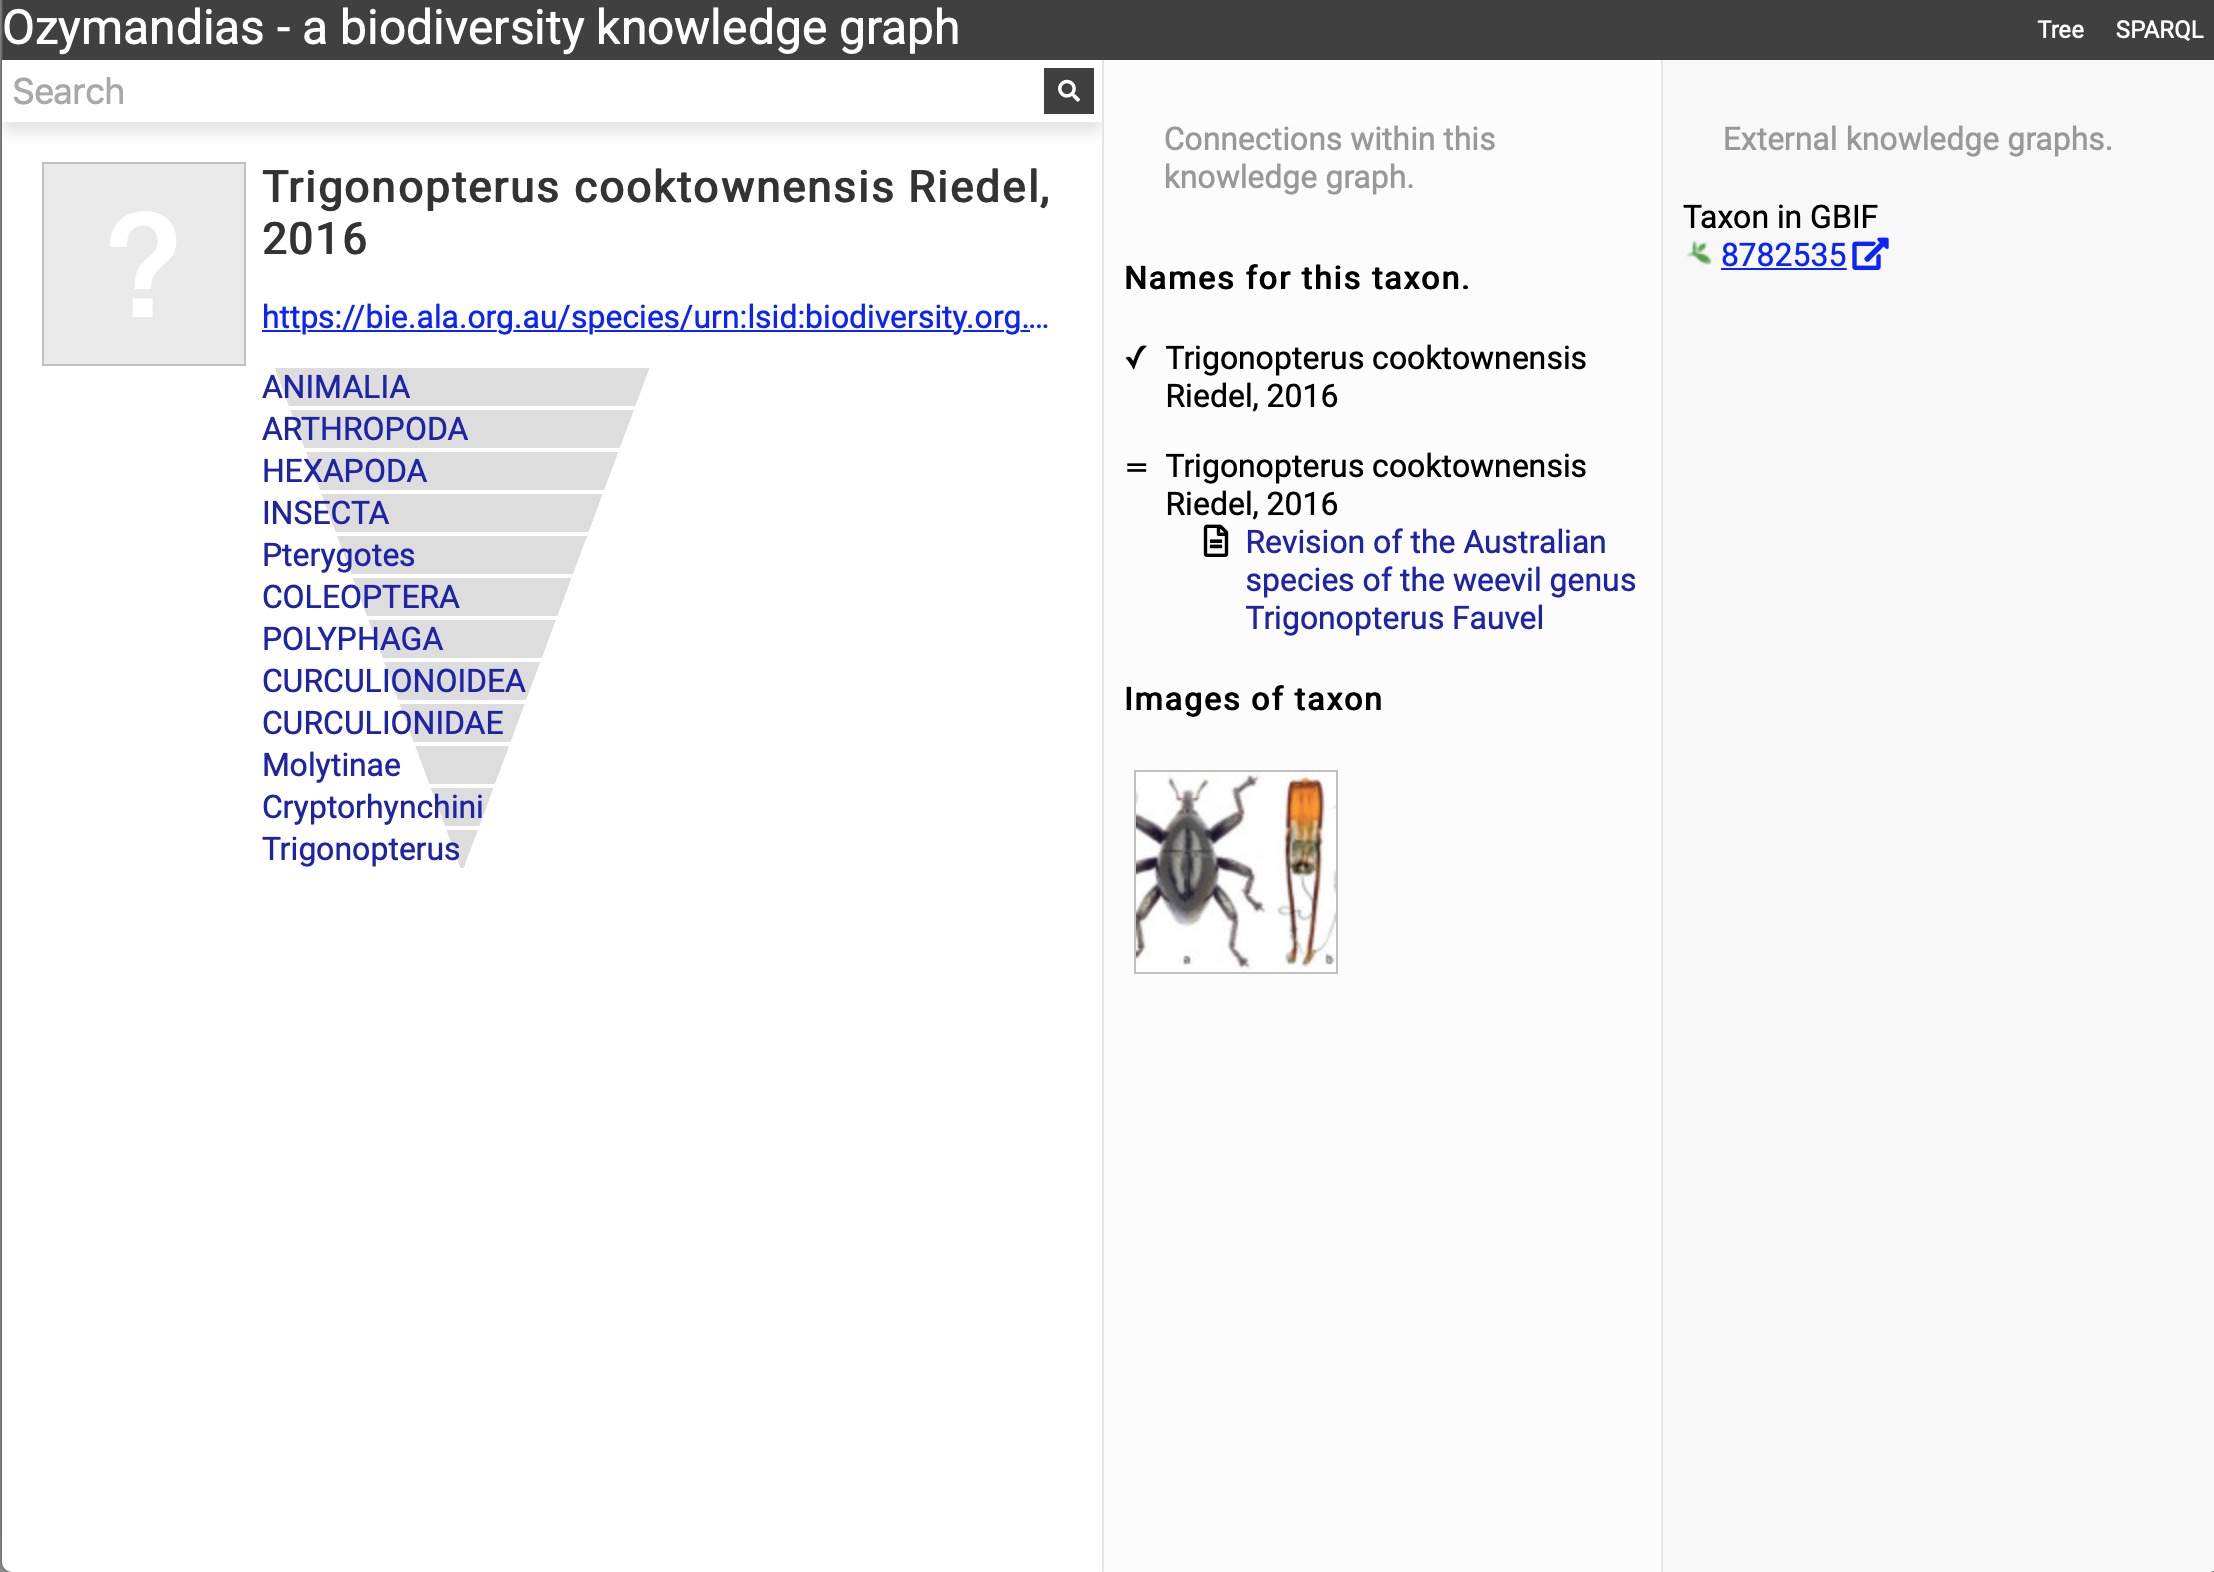 Ozymandias - a biodiversity knowledge graph
Tree SPARQL
Search
?
Trigonopterus cooktownensis Riedel,
2016
https://bie.ala.org.au/species/urn:lsid:biodiversity.org....
ANIMALIA
ARTHROPODA
HEXAPODA
INSECTA
Pterygotes
COLEOPTERA
POLYPHAGA
CURCULIONOIDEA
CURCULIONIDAE
Molytinae
Cryptorhynchini
Trigonopterus
Connections within this
knowledge graph.
Names for this taxon.
✓ Trigonopterus cooktownensis
Riedel, 2016
= Trigonopterus cooktownensis
Riedel, 2016
Revision of the Australian
species of the weevil genus
Trigonopterus Fauvel
Images of taxon
a b
External knowledge graphs.
Taxon in GBIF
8782535